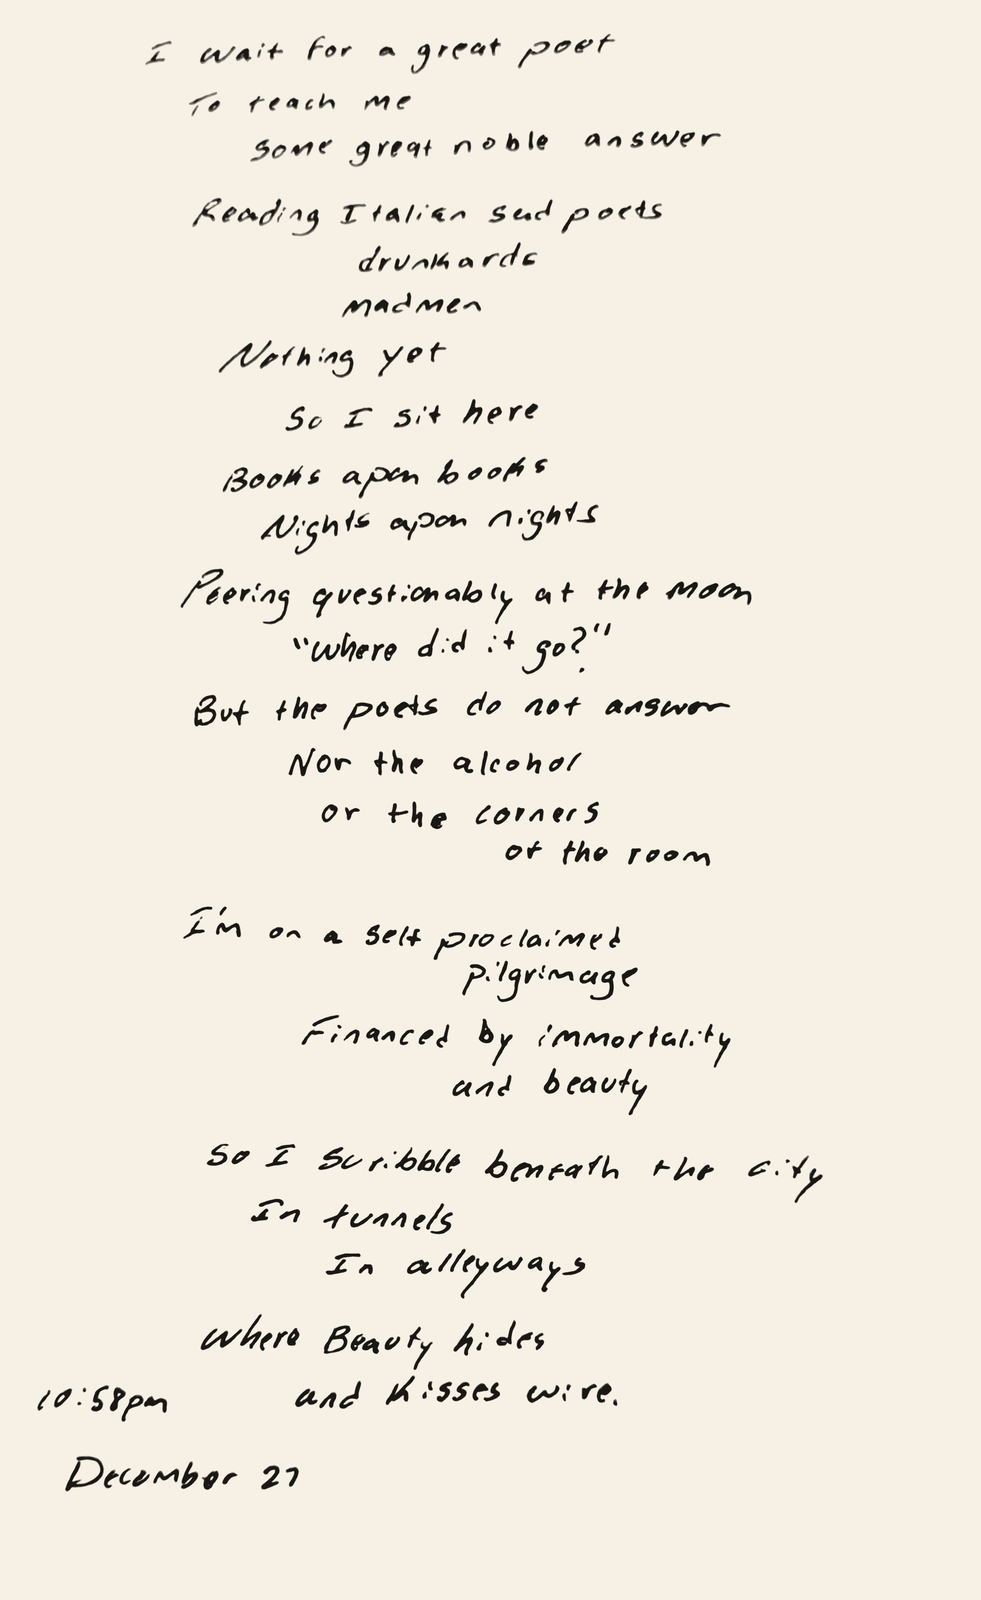 I wait for a great poet
To teach me
some great noble answer
Reading Italian sad poets
drunkards
madmen
Nothing yet
So I sit here
Books apon books
Nights apon nights
Peering questionably at the moon
"Where did it go?"
But the poets do not answer
Nor the alcohol
or the corners
of the room
I'm on a self proclaimed
pilgrimage
Financed by immortality
and beauty
So I scribble beneath the city
In tunnels
In alleyways
Where Beauty hides
and kisses wire.
10:58pm
December 27